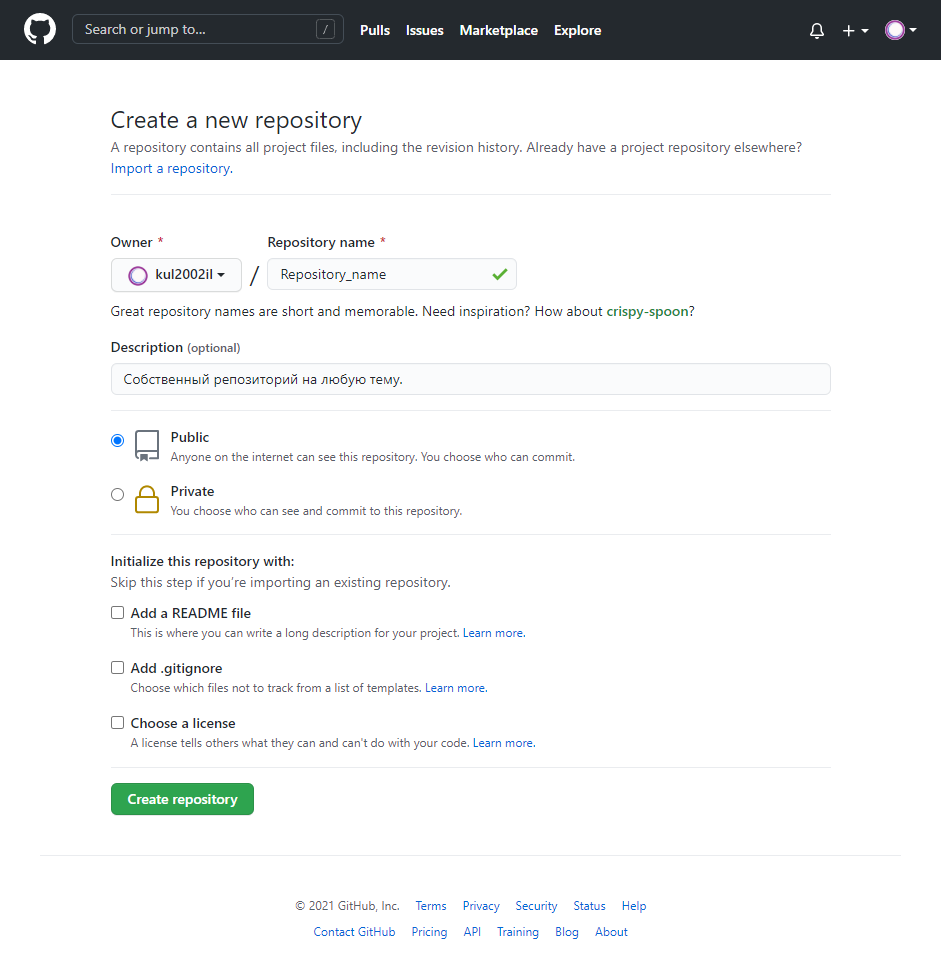 Search or jump to... / Pulls Issues Marketplace Explore
Create a new repository
A repository contains all project files, including the revision history. Already have a project repository elsewhere?
Import a repository.
Owner * Repository name *
kul2002il / Repository_name
Great repository names are short and memorable. Need inspiration? How about crispy-spoon?
Description (optional)
Собственный репозиторий на любую тему.
Public
Anyone on the internet can see this repository. You choose who can commit.
Private
You choose who can see and commit to this repository.
Initialize this repository with:
Skip this step if you’re importing an existing repository.
Add a README file
This is where you can write a long description for your project. Learn more.
Add .gitignore
Choose which files not to track from a list of templates. Learn more.
Choose a license
A license tells others what they can and can't do with your code. Learn more.
Create repository
© 2021 GitHub, Inc. Terms Privacy Security Status Help
Contact GitHub Pricing API Training Blog About